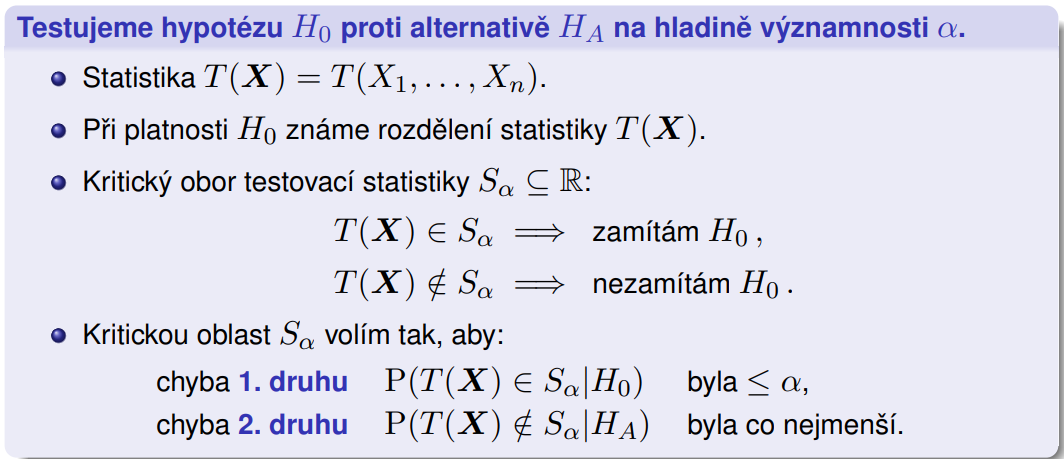 Testujeme hypotézu H₀ proti alternativě H_A na hladině významnosti α.
Statistika T(X) = T(X₁, . . . , Xₙ).
Při platnosti H₀ známe rozdělení statistiky T(X).
Kritický obor testovací statistiky S_α ⊆ ℝ:
T(X) ∈ S_α ⟹ zamítám H₀ ,
T(X) ∉ S_α ⟹ nezamítám H₀ .
Kritickou oblast S_α volím tak, aby:
chyba 1. druhu P(T(X) ∈ S_α|H₀) byla ≤ α,
chyba 2. druhu P(T(X) ∉ S_α|H_A) byla co nejmenší.